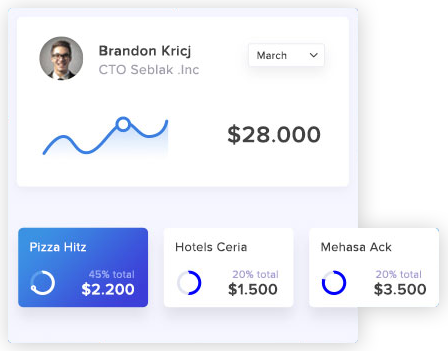 Brandon Kricj
CTO Seblak .Inc
March
$28.000
Pizza Hitz
45% total
$2.200
Hotels Ceria
20% total
$1.500
Mehasa Ack
20% total
$3.500